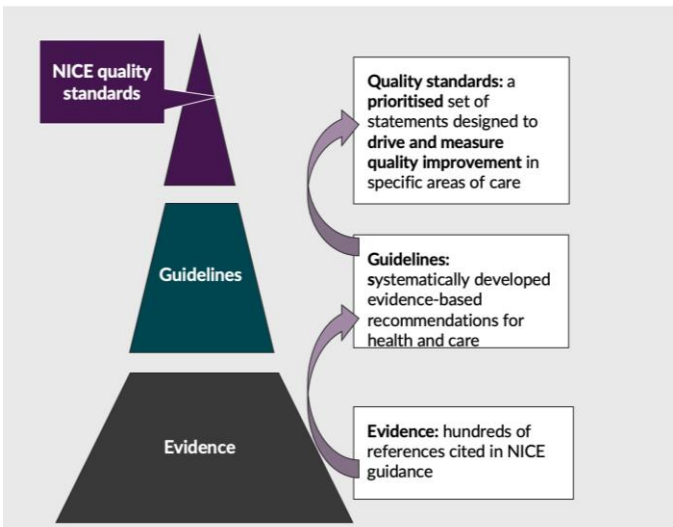 NICE quality
standards
Quality standards: a
prioritised set of
statements designed to
drive and measure
quality improvement in
specific areas of care
Guidelines
Guidelines:
systematically developed
evidence-based
recommendations for
health and care
Evidence
Evidence: hundreds of
references cited in NICE
guidance